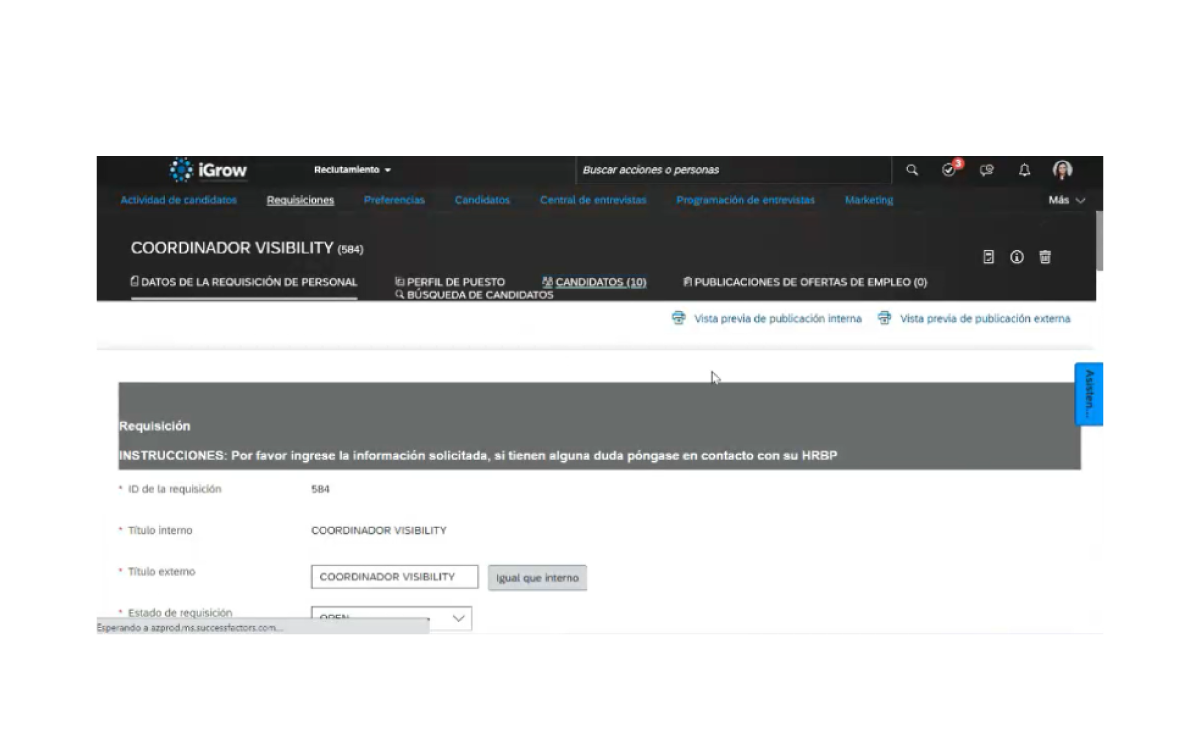 iGrow Reclutamiento Buscar acciones o personas 3
Actividad de candidatos Requisiciones Preferencias Candidatos Central de entrevistas Programación de entrevistas Marketing Más
COORDINADOR VISIBILITY (584)
DATOS DE LA REQUISICIÓN DE PERSONAL PERFIL DE PUESTO CANDIDATOS (10) PUBLICACIONES DE OFERTAS DE EMPLEO (0)
BÚSQUEDA DE CANDIDATOS
Vista previa de publicación interna Vista previa de publicación externa
Asisten...
Requisición
INSTRUCCIONES: Por favor ingrese la información solicitada, si tienen alguna duda póngase en contacto con su HRBP
* ID de la requisición 584
* Título interno COORDINADOR VISIBILITY
* Título externo COORDINADOR VISIBILITY Igual que interno
* Estado de requisición OPEN
Esperando a azprod.ms.successfactors.com...